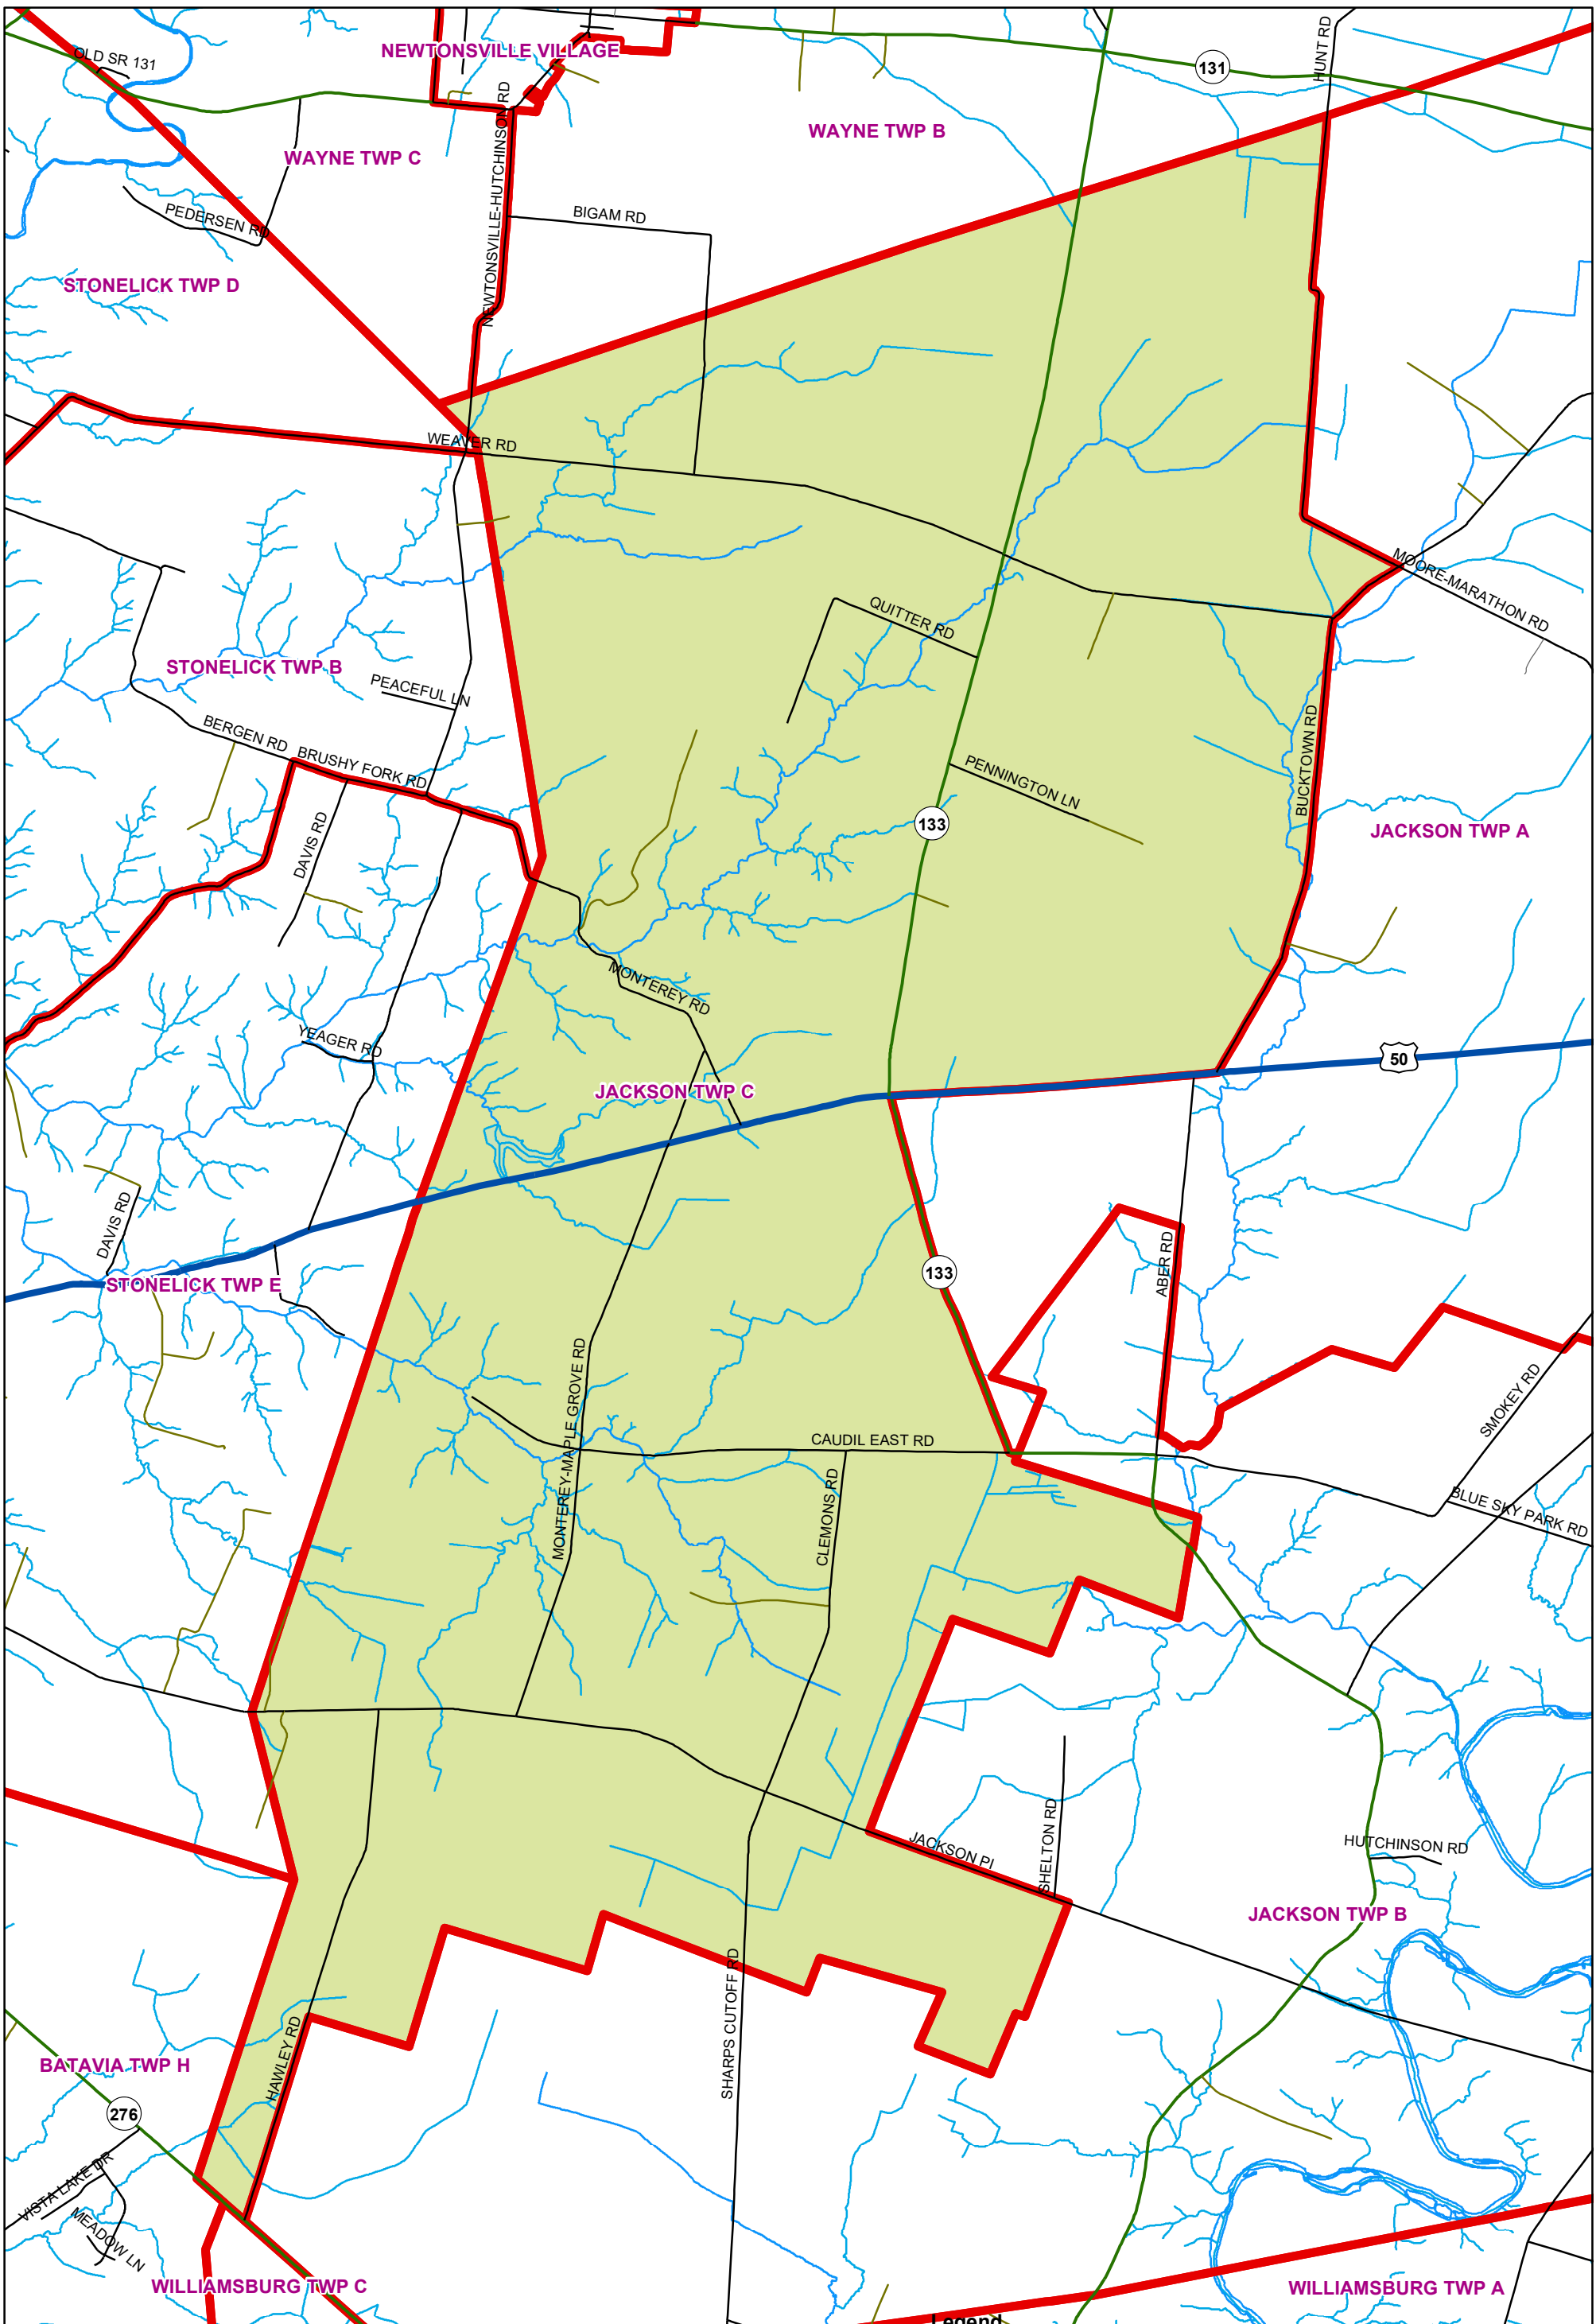 NEWTONSVILLE VILLAGE
OLD SR 131
131
HUNT RD
WAYNE TWP B
WAYNE TWP C
NEWTONSVILLE-HUTCHINSON RD
PEDERSEN RD
BIGAM RD
STONELICK TWP D
WEAVER RD
MOORE-MARATHON RD
QUITTER RD
STONELICK TWP B
PEACEFUL LN
BERGEN RD
BRUSHY FORK RD
BUCKTOWN RD
PENNINGTON LN
133
JACKSON TWP A
DAVIS RD
MONTEREY RD
YEAGER RD
50
JACKSON TWP C
DAVIS RD
STONELICK TWP E
133
ABER RD
MONTEREY-MAPLE GROVE RD
SMOKEY RD
CAUDIL EAST RD
CLEMONS RD
BLUE SKY PARK RD
JACKSON PI
SHELTON RD
HUTCHINSON RD
JACKSON TWP B
SHARPS CUTOFF RD
HAWLEY RD
BATAVIA TWP H
276
VISTA LAKE DR
MEADOW LN
WILLIAMSBURG TWP C
WILLIAMSBURG TWP A
Legend